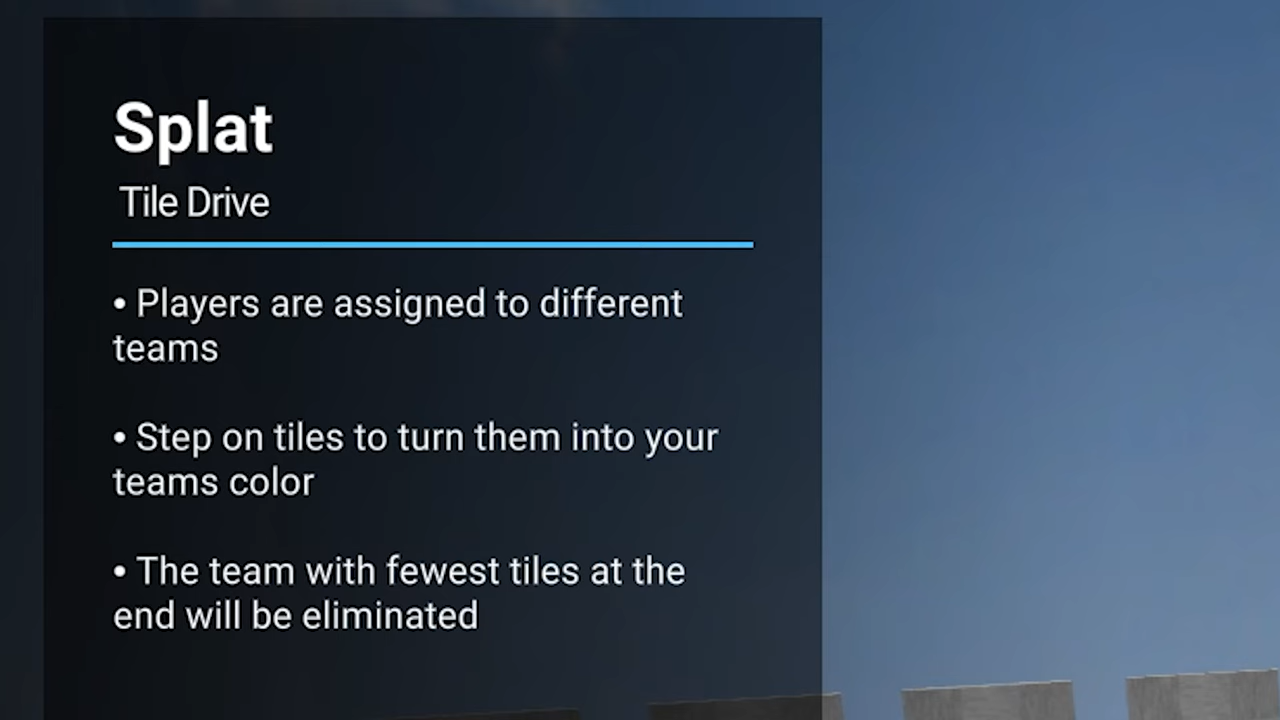 Splat
Tile Drive
• Players are assigned to different
teams
• Step on tiles to turn them into your
teams color
• The team with fewest tiles at the
end will be eliminated